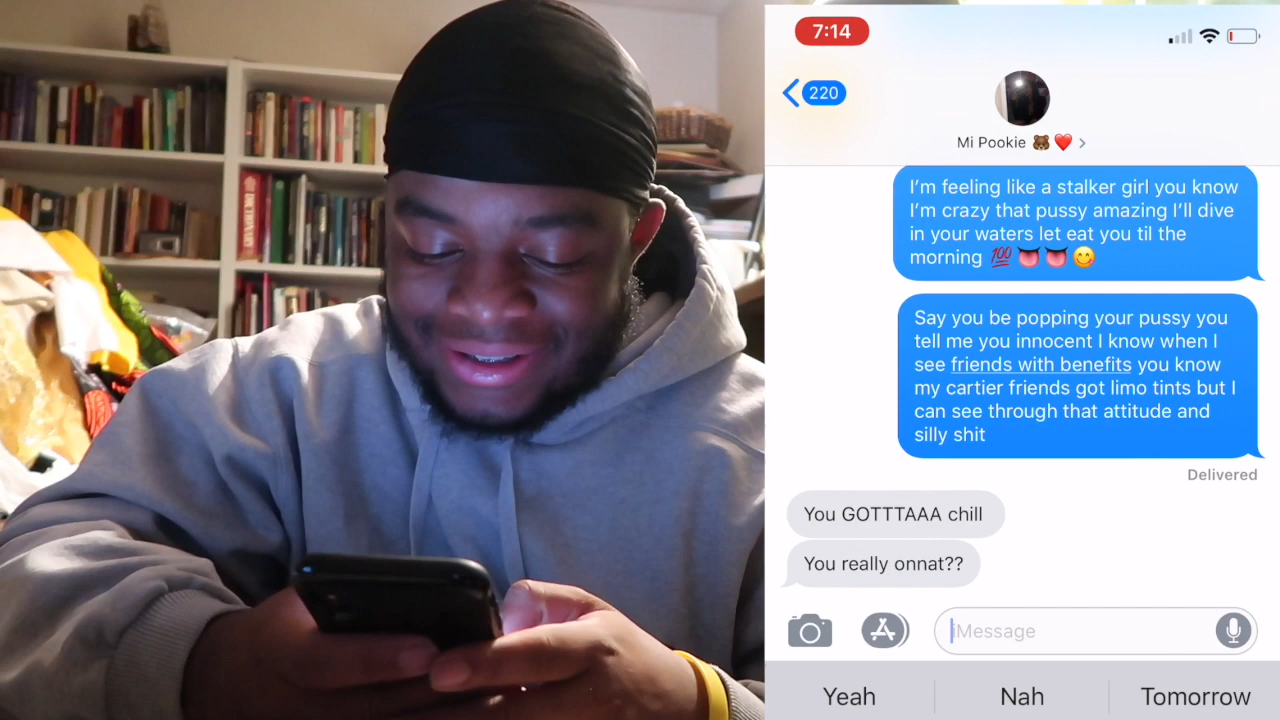 7:14
220
Mi Pookie 🐻❤️ >
I'm feeling like a stalker girl you know
I'm crazy that pussy amazing I'll dive
in your waters let eat you til the
morning 💯👅👅😋
Say you be popping your pussy you
tell me you innocent I know when I
see friends with benefits you know
my cartier friends got limo tints but I
can see through that attitude and
silly shit
Delivered
You GOTTTAAA chill
You really onnat??
Message
Yeah Nah Tomorrow